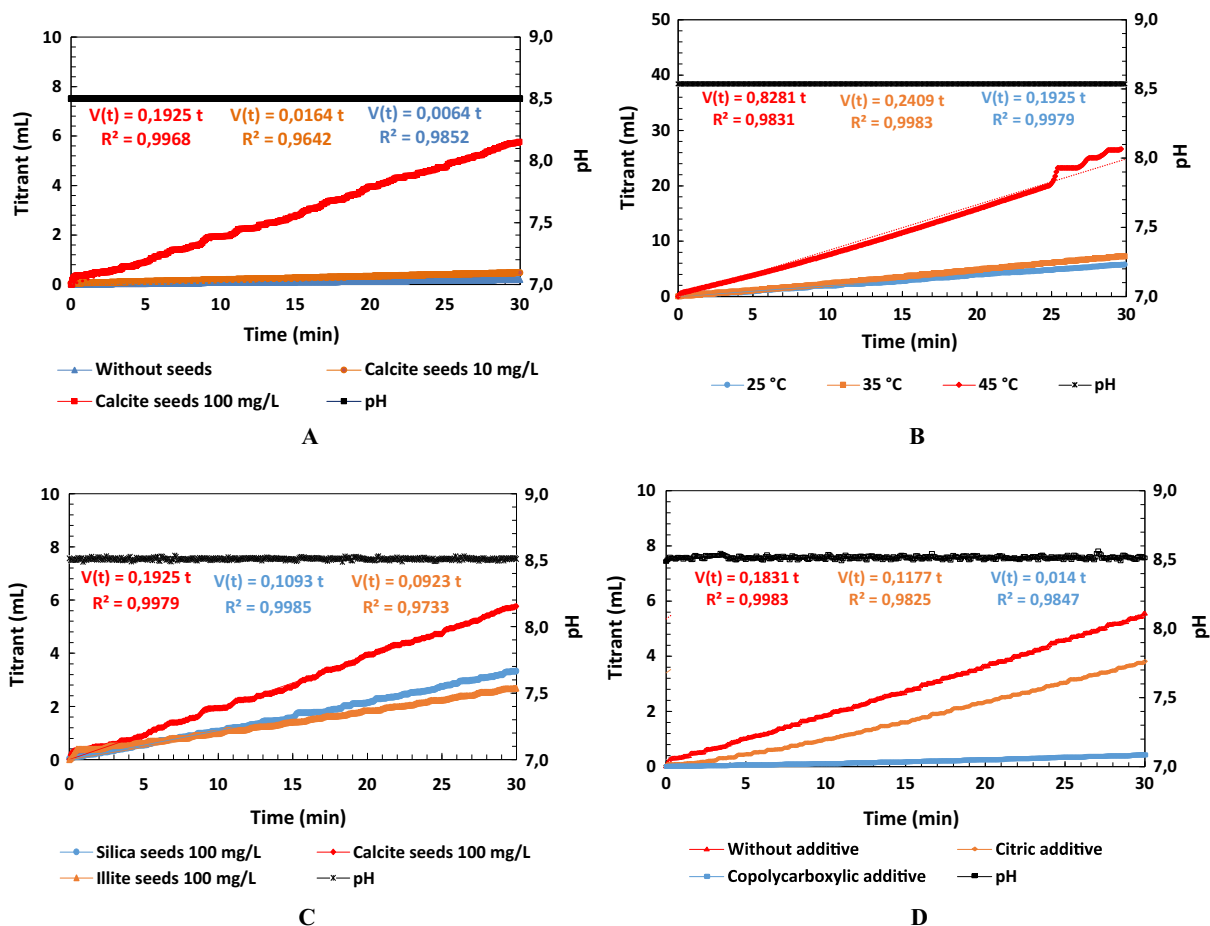 10
9,0
8
8,5
V(t) = 0,1925 t
V(t) = 0,0164 t
V(t) = 0,0064 t
R² = 0,9968
R² = 0,9642
R² = 0,9852
6
8,0
4
7,5
2
0
7,0
0
5
10
15
20
25
30
Titrant (mL)
pH
Time (min)
Without seeds
Calcite seeds 10 mg/L
Calcite seeds 100 mg/L
pH
A
50
9,0
40
8,5
V(t) = 0,8281 t
V(t) = 0,2409 t
V(t) = 0,1925 t
R² = 0,9831
R² = 0,9983
R² = 0,9979
30
8,0
20
7,5
10
0
7,0
0
5
10
15
20
25
30
Titrant (mL)
pH
Time (min)
25 °C
35 °C
45 °C
pH
B
10
9,0
8
8,5
V(t) = 0,1925 t
V(t) = 0,1093 t
V(t) = 0,0923 t
R² = 0,9979
R² = 0,9985
R² = 0,9733
6
8,0
4
7,5
2
0
7,0
0
5
10
15
20
25
30
Titrant (mL)
pH
Time (min)
Silica seeds 100 mg/L
Calcite seeds 100 mg/L
Illite seeds 100 mg/L
pH
C
10
9,0
8
8,5
V(t) = 0,1831 t
V(t) = 0,1177 t
V(t) = 0,014 t
R² = 0,9983
R² = 0,9825
R² = 0,9847
6
8,0
4
7,5
2
0
7,0
0
5
10
15
20
25
30
Titrant (mL)
pH
Time (min)
Without additive
Citric additive
Copolycarboxylic additive
pH
D